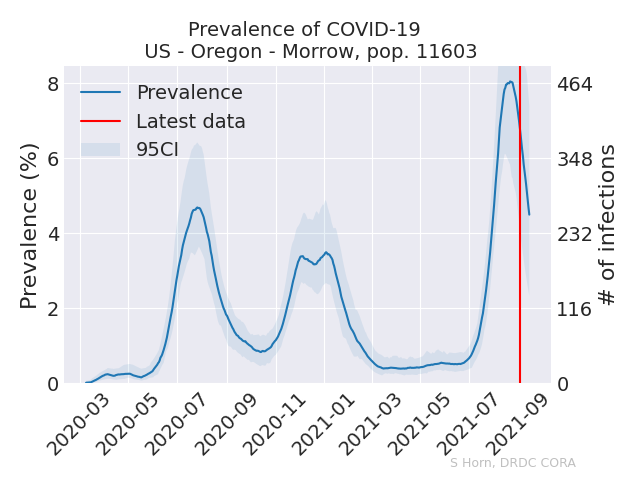 Prevalence of COVID-19
US - Oregon - Morrow, pop. 11603
Prevalence (%)
8
6
4
2
0
Prevalence
Latest data
95CI
464
348
232
116
0
# of infections
2020-03
2020-05
2020-07
2020-09
2020-11
2021-01
2021-03
2021-05
2021-07
2021-09
S Horn, DRDC CORA